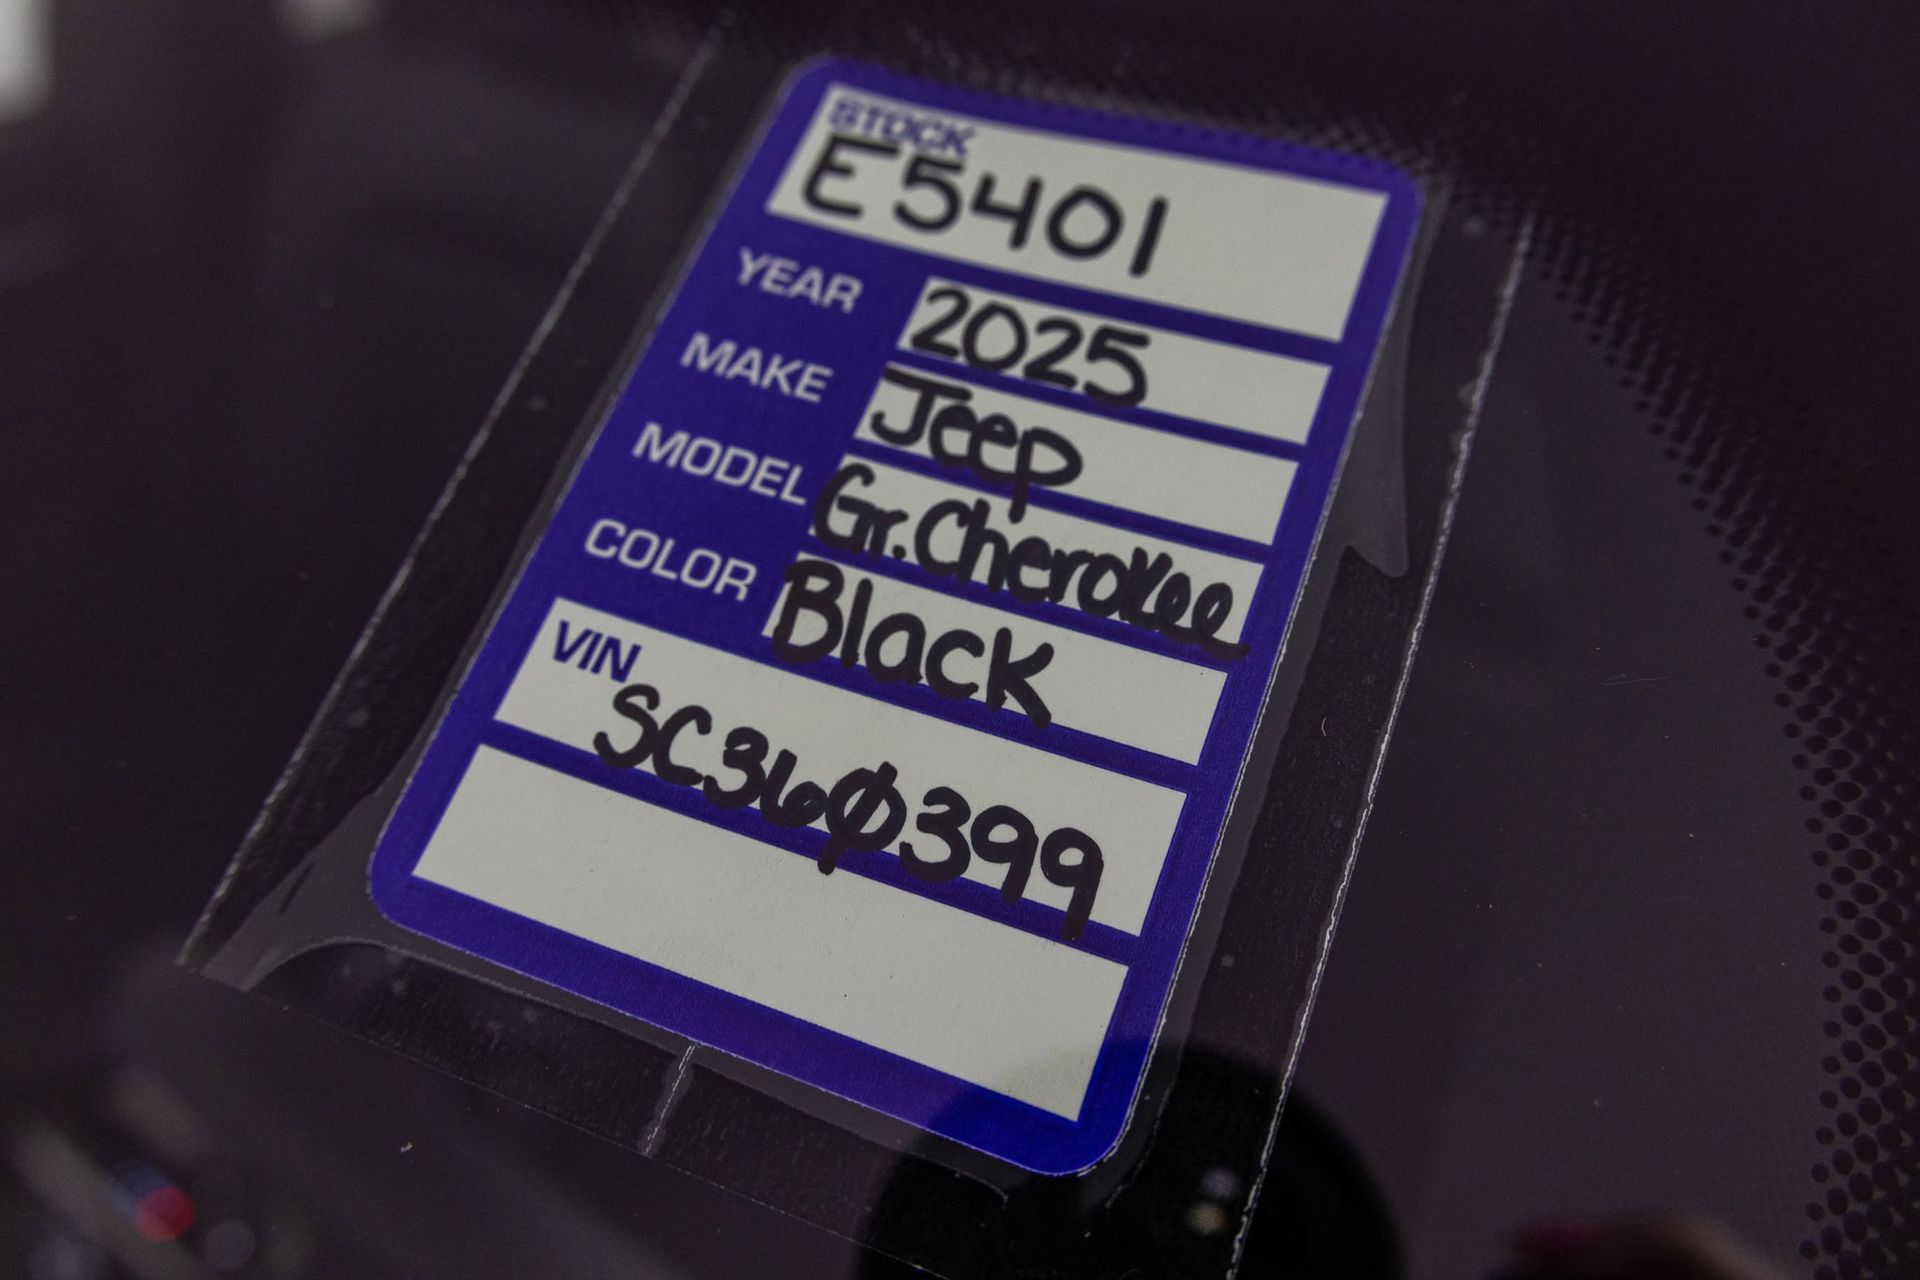 STOCK
E5401
YEAR 2025
MAKE Jeep
MODEL Gr. Cherokee
COLOR Black
VIN
SC36Ø399